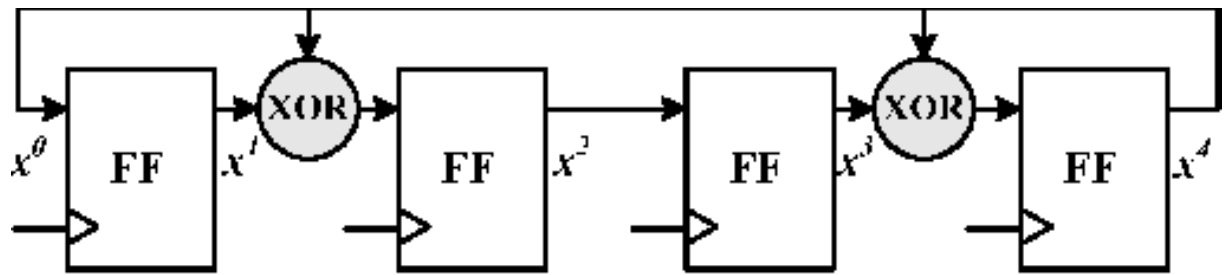 XOR XOR
x⁰ FF x¹ FF x² FF x³ FF x⁴